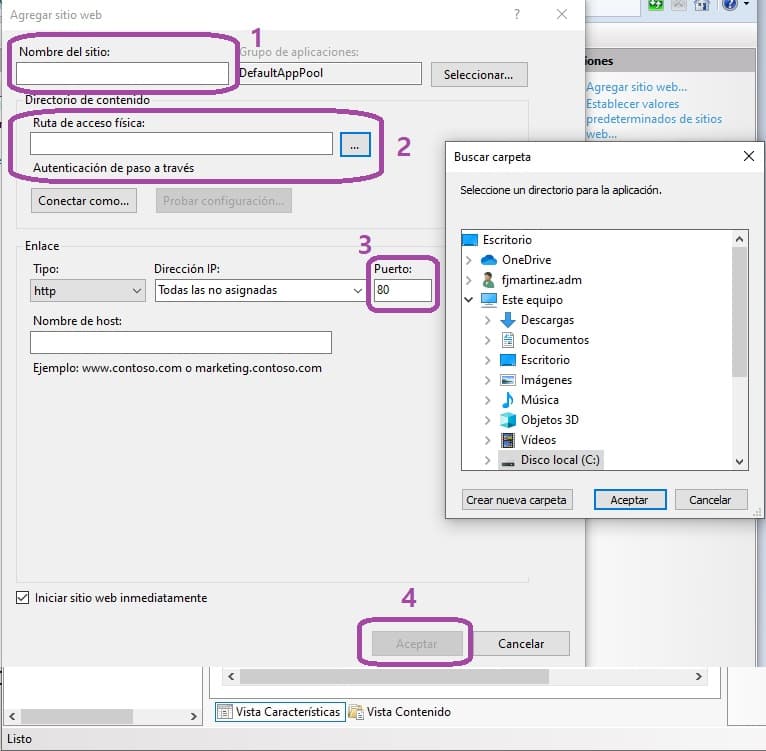 Agregar sitio web
?
1
Nombre del sitio:
Grupo de aplicaciones:
DefaultAppPool
Seleccionar...
Directorio de contenido
Ruta de acceso física:
...
2
Autenticación de paso a través
Conectar como...
Probar configuración...
Enlace
3
Tipo:
Dirección IP:
Puerto:
http
Todas las no asignadas
80
Nombre de host:
Ejemplo: www.contoso.com o marketing.contoso.com
Iniciar sitio web inmediatamente
4
Aceptar
Cancelar
iones
Agregar sitio web...
Establecer valores
predeterminados de sitios
web...
Buscar carpeta
Seleccione un directorio para la aplicación.
Escritorio
OneDrive
fjmartinez.adm
Este equipo
Descargas
Documentos
Escritorio
Imágenes
Música
Objetos 3D
Vídeos
Disco local (C:)
Crear nueva carpeta
Aceptar
Cancelar
Vista Características
Vista Contenido
Listo